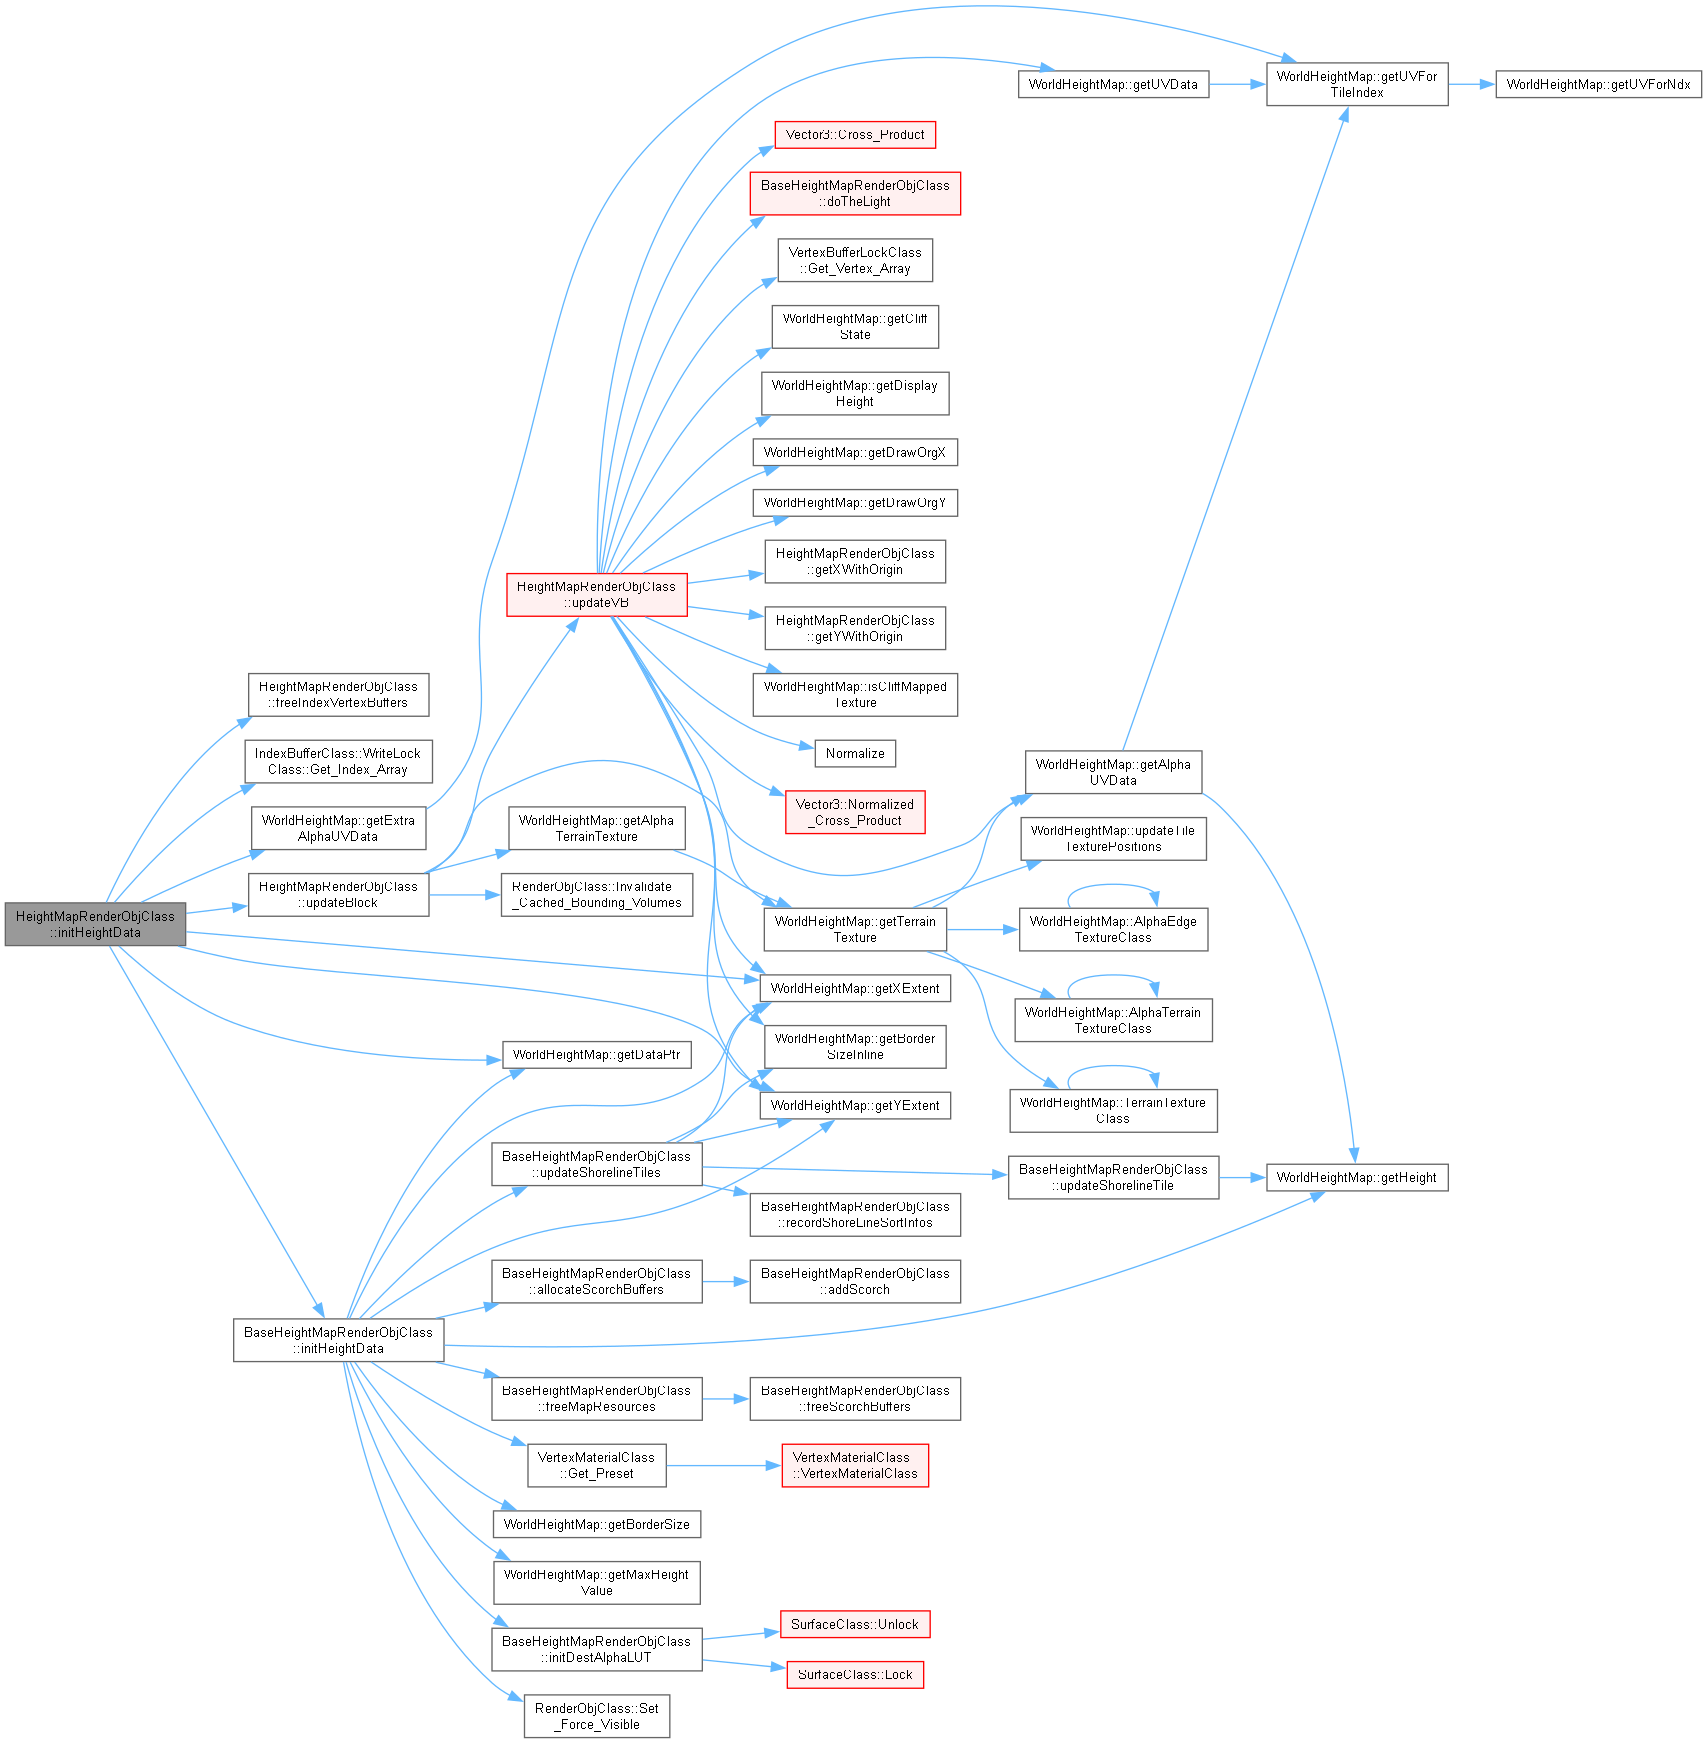 WorldHeightMap::getUVData
WorldHeightMap::getUVFor
TileIndex
WorldHeightMap::getUVForNdx
Vector3::Cross_Product
BaseHeightMapRenderObjClass
::doTheLight
VertexBufferLockClass
::Get_Vertex_Array
WorldHeightMap::getCliff
State
WorldHeightMap::getDisplay
Height
WorldHeightMap::getDrawOrgX
WorldHeightMap::getDrawOrgY
HeightMapRenderObjClass
::getXWithOrigin
HeightMapRenderObjClass
::updateVB
HeightMapRenderObjClass
::getYWithOrigin
WorldHeightMap::isCliffMapped
Texture
HeightMapRenderObjClass
::freeIndexVertexBuffers
Normalize
IndexBufferClass::WriteLock
Class::Get_Index_Array
WorldHeightMap::getAlpha
UVData
Vector3::Normalized
_Cross_Product
WorldHeightMap::getExtra
AlphaUVData
WorldHeightMap::getAlpha
TerrainTexture
WorldHeightMap::updateTile
TexturePositions
HeightMapRenderObjClass
::updateBlock
RenderObjClass::Invalidate
_Cached_Bounding_Volumes
HeightMapRenderObjClass
::initHeightData
WorldHeightMap::getTerrain
Texture
WorldHeightMap::AlphaEdge
TextureClass
WorldHeightMap::getXExtent
WorldHeightMap::AlphaTerrain
TextureClass
WorldHeightMap::getDataPtr
WorldHeightMap::getBorder
SizeInline
WorldHeightMap::getYExtent
WorldHeightMap::TerrainTexture
Class
BaseHeightMapRenderObjClass
::updateShorelineTiles
BaseHeightMapRenderObjClass
::updateShorelineTile
WorldHeightMap::getHeight
BaseHeightMapRenderObjClass
::recordShoreLineSortInfos
BaseHeightMapRenderObjClass
::allocateScorchBuffers
BaseHeightMapRenderObjClass
::addScorch
BaseHeightMapRenderObjClass
::initHeightData
BaseHeightMapRenderObjClass
::freeMapResources
BaseHeightMapRenderObjClass
::freeScorchBuffers
VertexMaterialClass
::Get_Preset
VertexMaterialClass
::VertexMaterialClass
WorldHeightMap::getBorderSize
WorldHeightMap::getMaxHeight
Value
BaseHeightMapRenderObjClass
::initDestAlphaLUT
SurfaceClass::Unlock
SurfaceClass::Lock
RenderObjClass::Set
_Force_Visible